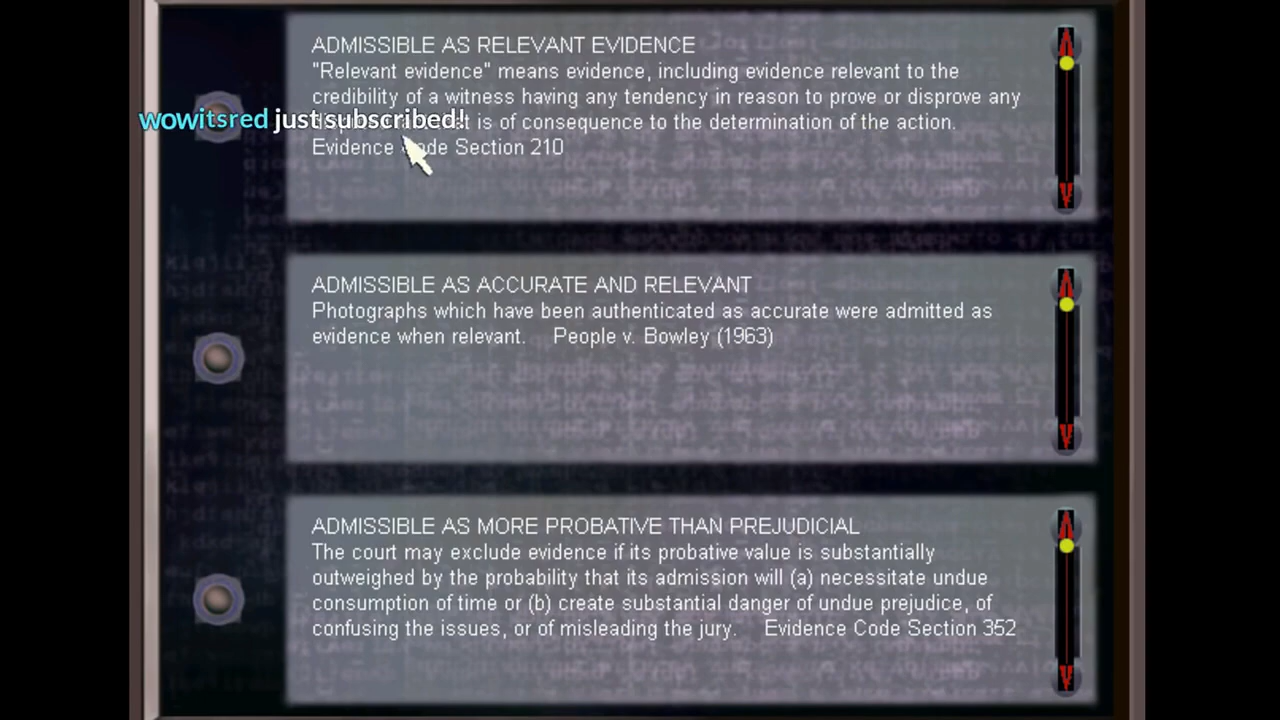 ADMISSIBLE AS RELEVANT EVIDENCE
"Relevant evidence" means evidence, including evidence relevant to the
credibility of a witness having any tendency in reason to prove or disprove any
wowitsred just subscribed!
is of consequence to the determination of the action.
Evidence Code Section 210
ADMISSIBLE AS ACCURATE AND RELEVANT
Photographs which have been authenticated as accurate were admitted as
evidence when relevant. People v. Bowley (1963)
ADMISSIBLE AS MORE PROBATIVE THAN PREJUDICIAL
The court may exclude evidence if its probative value is substantially
outweighed by the probability that its admission will (a) necessitate undue
consumption of time or (b) create substantial danger of undue prejudice, of
confusing the issues, or of misleading the jury. Evidence Code Section 352